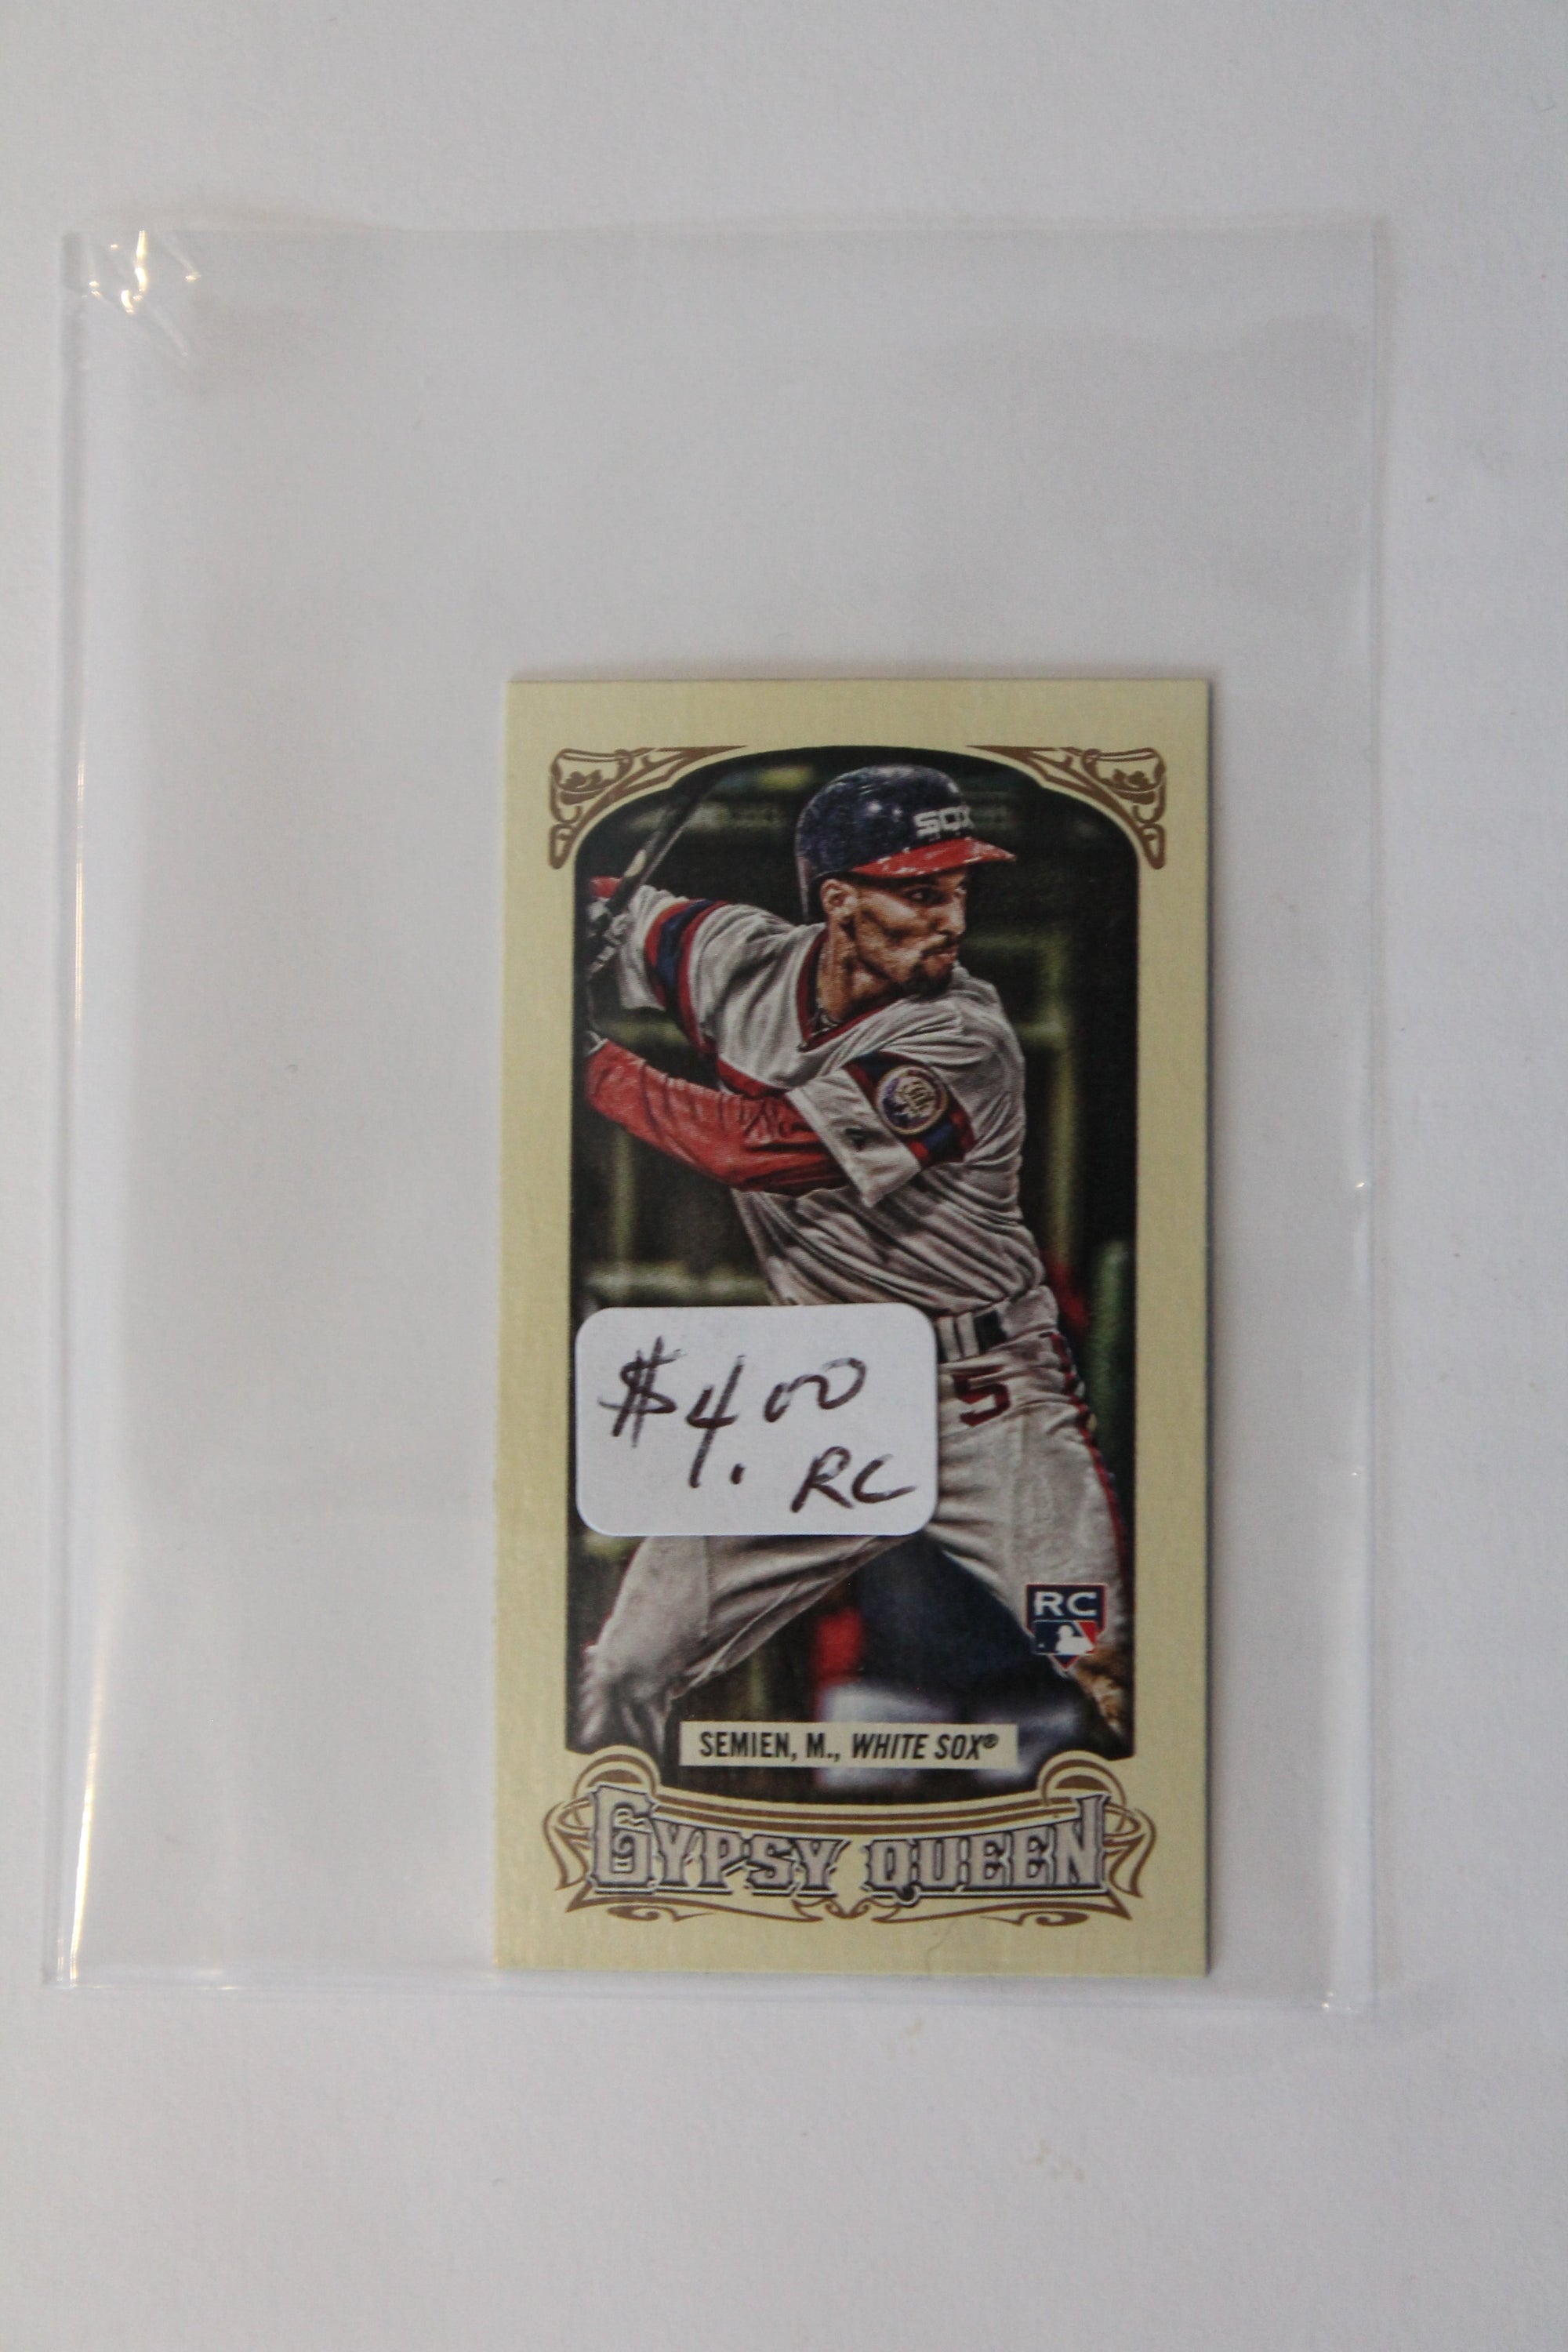 SOX
$4.00
RC
5
RC
SEMIEN, M., WHITE SOX®
GYPSY QUEEN